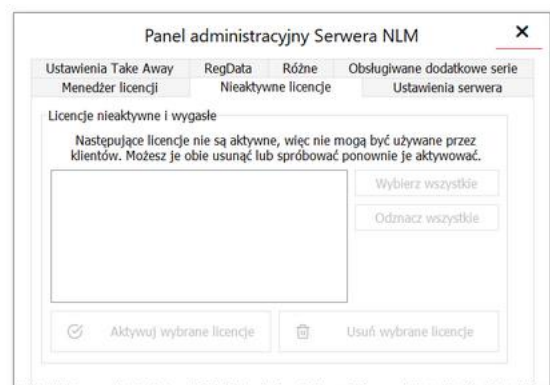 Panel administracyjny Serwera NLM
Ustawienia Take Away RegData Różne Obsługiwane dodatkowe serie
Menedżer licencji Nieaktywne licencje Ustawienia serwera
Licencje nieaktywne i wygasłe
Następujące licencje nie są aktywne, więc nie mogą być używane przez
klientów. Możesz je obie usunąć lub spróbować ponownie je aktywować.
Wybierz wszystkie
Odznacz wszystkie
Aktywuj wybrane licencje Usuń wybrane licencje